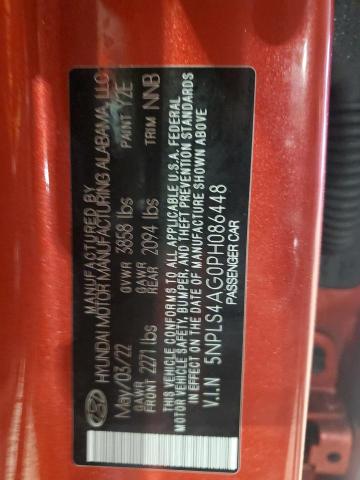 MANUFACTURED BY
HYUNDAI MOTOR MANUFACTURING ALABAMA, LLC
May/03/22 GVWR 3858 lbs PAINT YZE
GAWR FRONT 2271 lbs GAWR REAR 2094 lbs TRIM NNB
THIS VEHICLE CONFORMS TO ALL APPLICABLE U.S.A. FEDERAL
MOTOR VEHICLE SAFETY, BUMPER, AND THEFT PREVENTION STANDARDS
IN EFFECT ON THE DATE OF MANUFACTURE SHOWN ABOVE
V.I.N 5NPLS4AG0PH086448
PASSENGER CAR